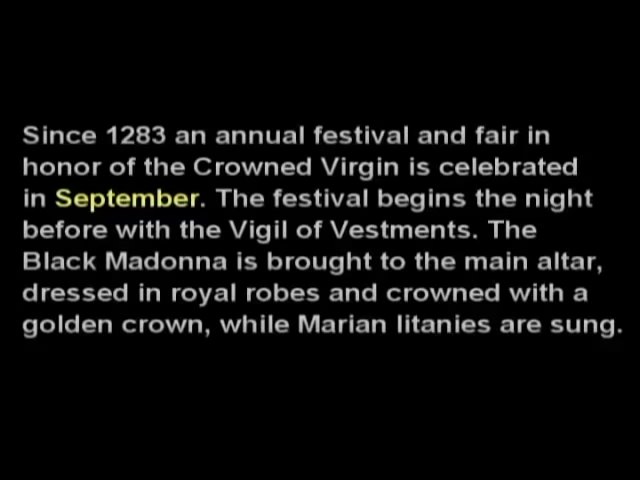 Since 1283 an annual festival and fair in
honor of the Crowned Virgin is celebrated
in September. The festival begins the night
before with the Vigil of Vestments. The
Black Madonna is brought to the main altar,
dressed in royal robes and crowned with a
golden crown, while Marian litanies are sung.